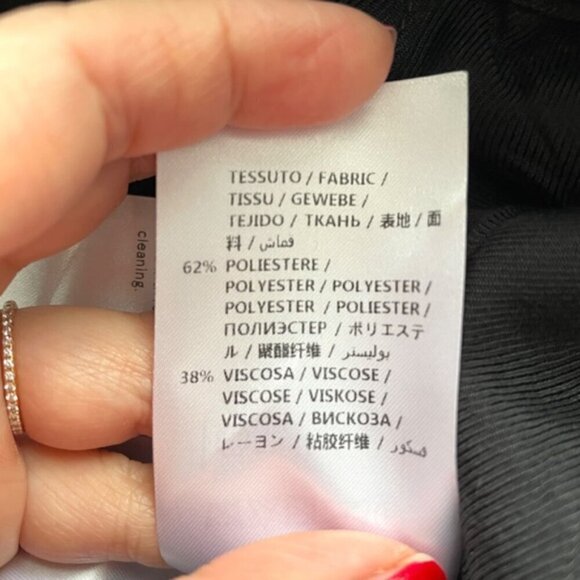 TESSUTO / FABRIC /
TISSU / GEWEBE /
TEJIDO / ТКАНЬ / 表地 / 面
料 / قماش
62% POLIESTERE /
POLYESTER / POLYESTER /
POLYESTER / POLIESTER /
ПОЛИЭСТЕР / ポリエステ
ル / 聚酯纤维 / بوليستر
38% VISCOSA / VISCOSE /
VISCOSE / VISKOSE /
VISCOSA / ВИСКОЗА /
レーヨン / 粘胶纤维 / فسكور
cleaning.